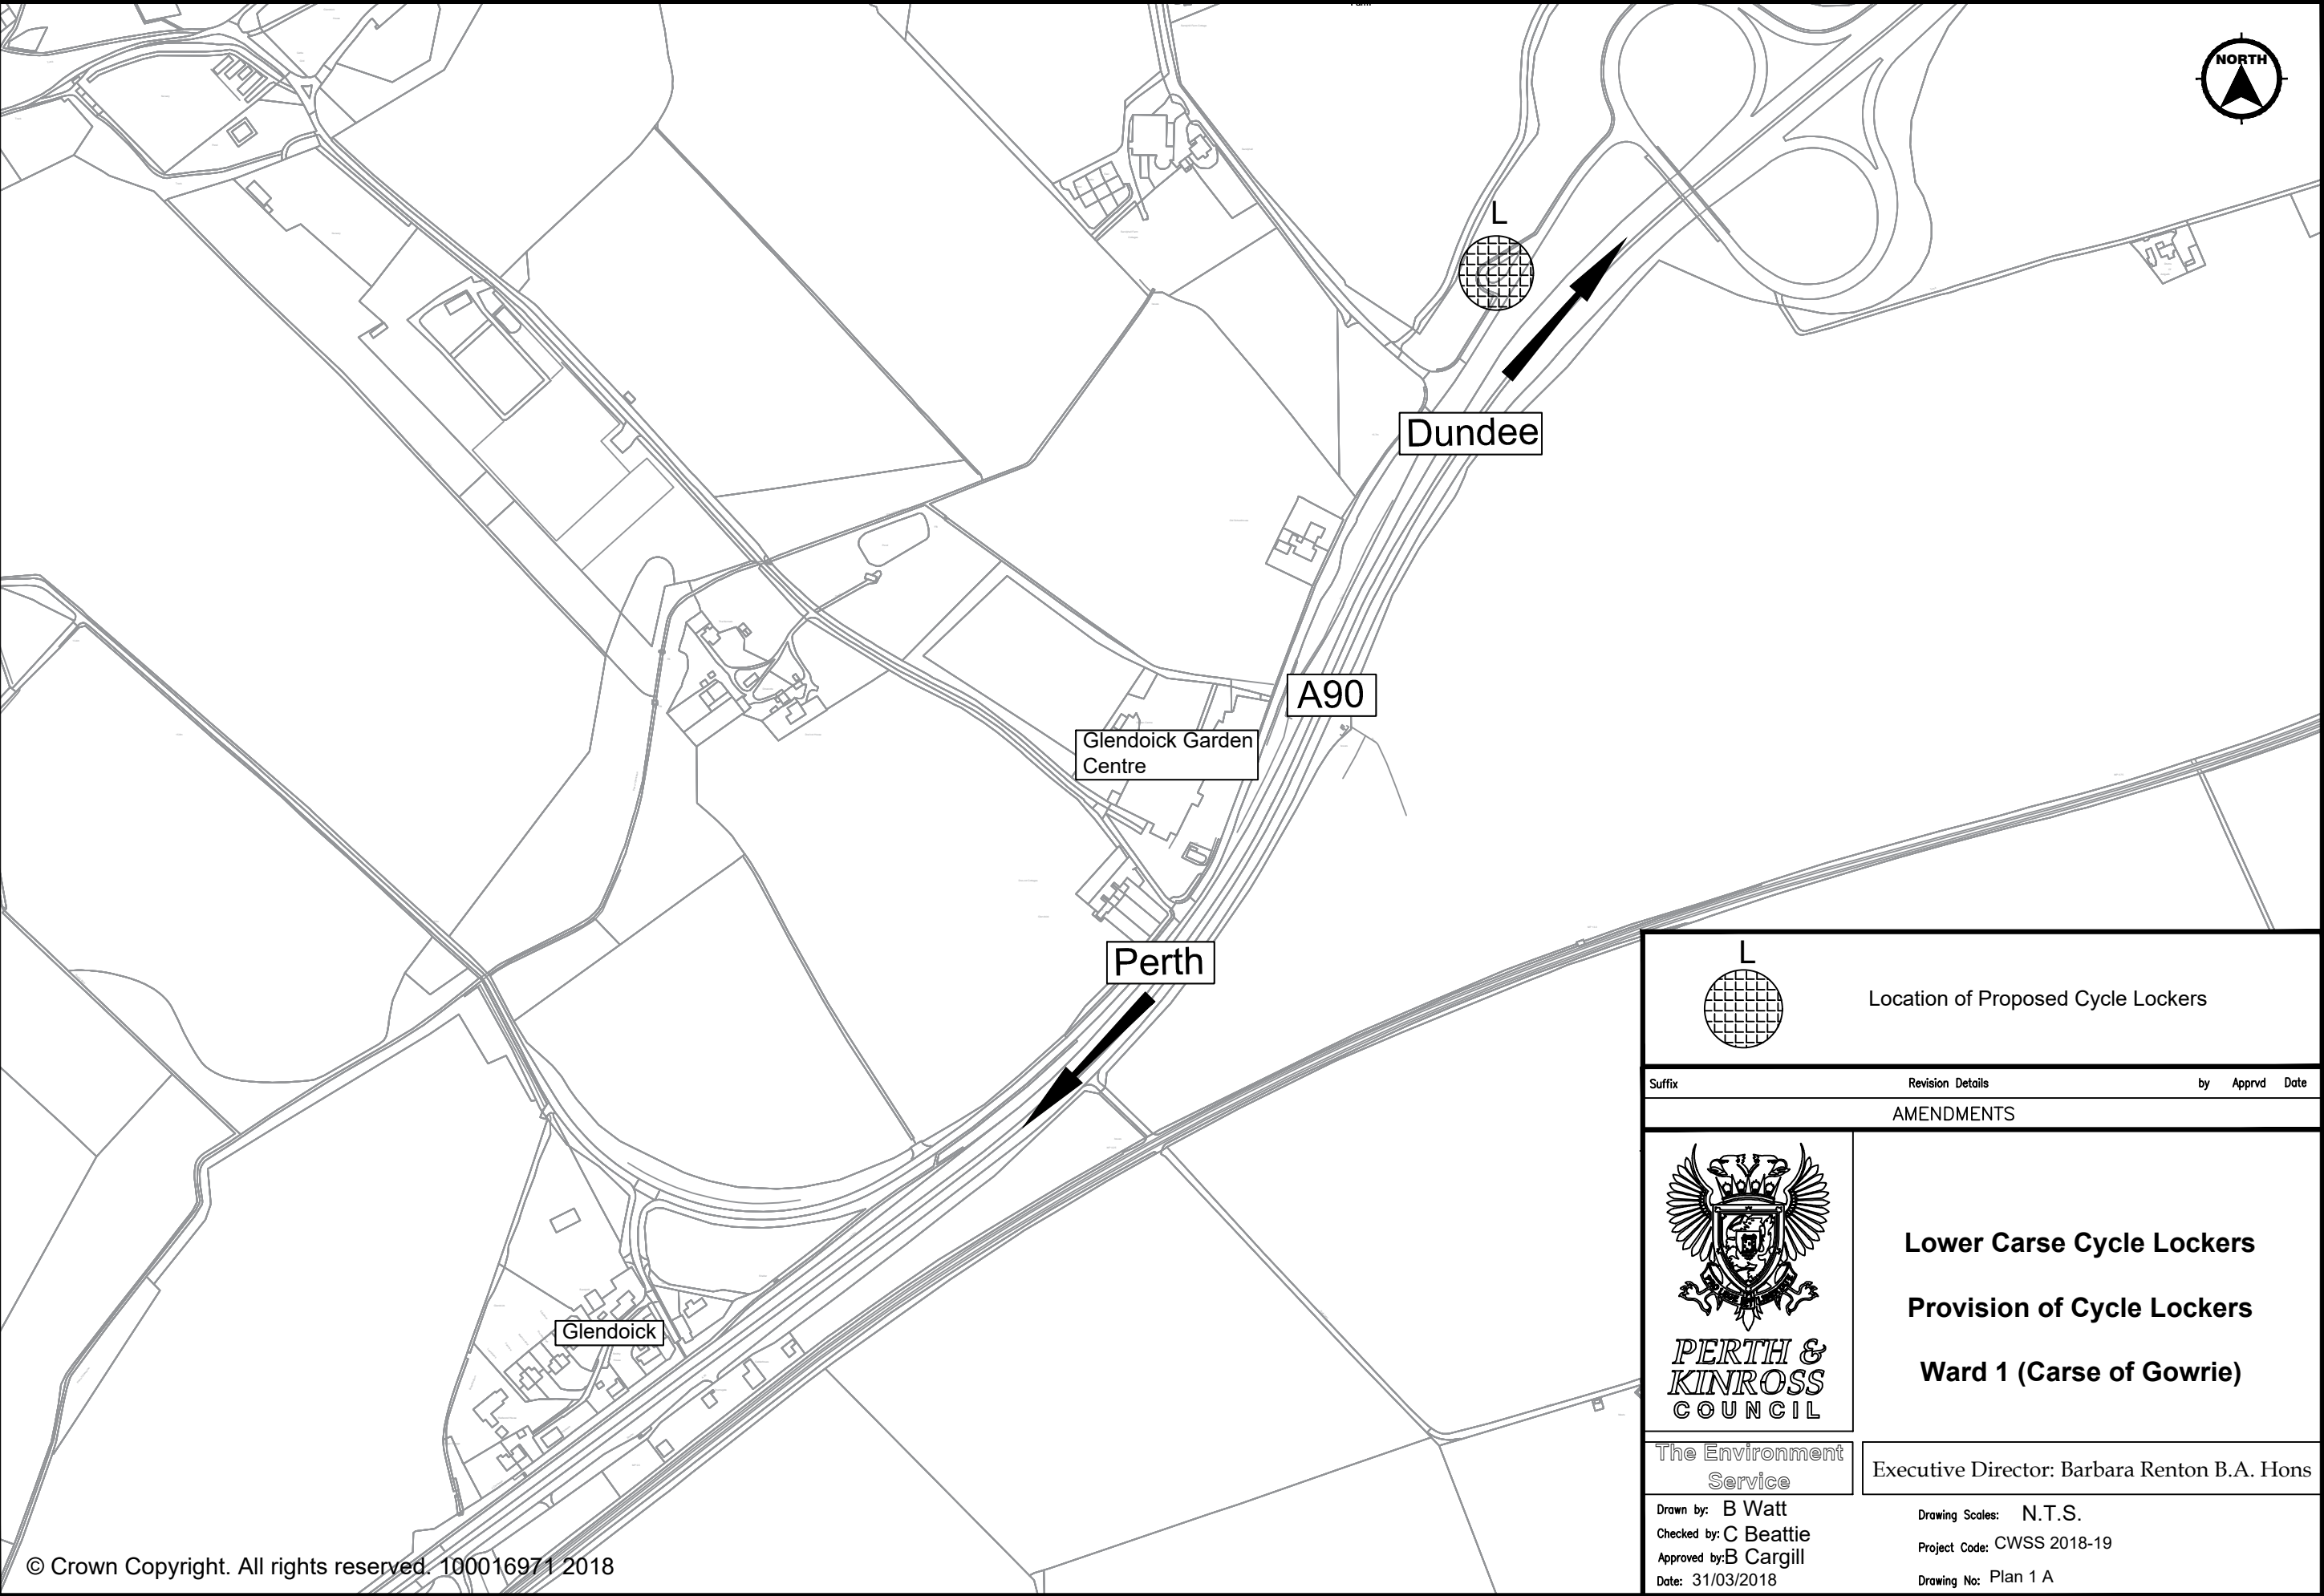 NORTH
L
Dundee
A90
Glendoick Garden
Centre
Perth
Glendoick
© Crown Copyright. All rights reserved. 100016971 2018
L
Location of Proposed Cycle Lockers
Suffix Revision Details by Apprvd Date
AMENDMENTS
PERTH &
KINROSS
COUNCIL
Lower Carse Cycle Lockers
Provision of Cycle Lockers
Ward 1 (Carse of Gowrie)
The Environment
Service
Executive Director: Barbara Renton B.A. Hons
Drawn by: B Watt
Checked by: C Beattie
Approved by: B Cargill
Date: 31/03/2018
Drawing Scales: N.T.S.
Project Code: CWSS 2018-19
Drawing No: Plan 1 A